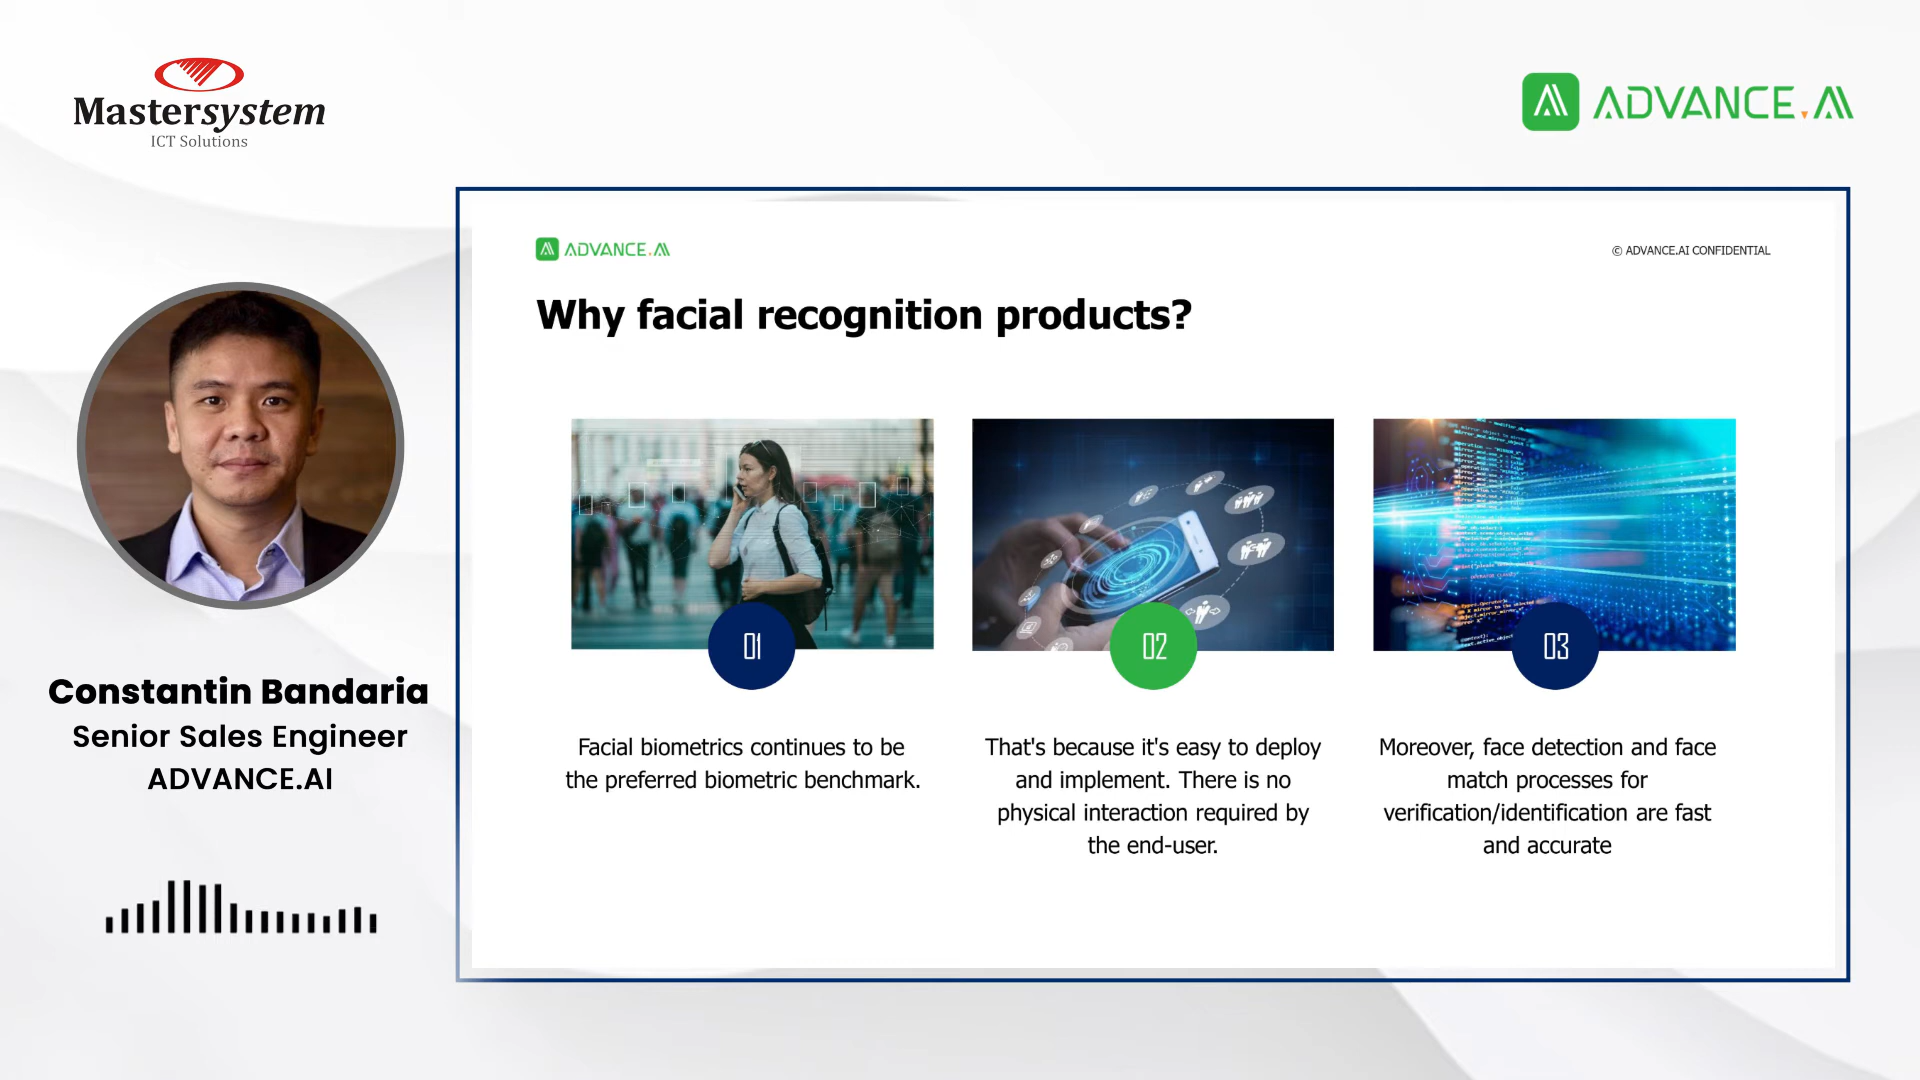 Mastersystem
ICT Solutions
ADVANCE.AI
ADVANCE.AI
© ADVANCE.AI CONFIDENTIAL
Why facial recognition products?
01
Facial biometrics continues to be
the preferred biometric benchmark.
02
That's because it's easy to deploy
and implement. There is no
physical interaction required by
the end-user.
03
Moreover, face detection and face
match processes for
verification/identification are fast
and accurate
Constantin Bandaria
Senior Sales Engineer
ADVANCE.AI